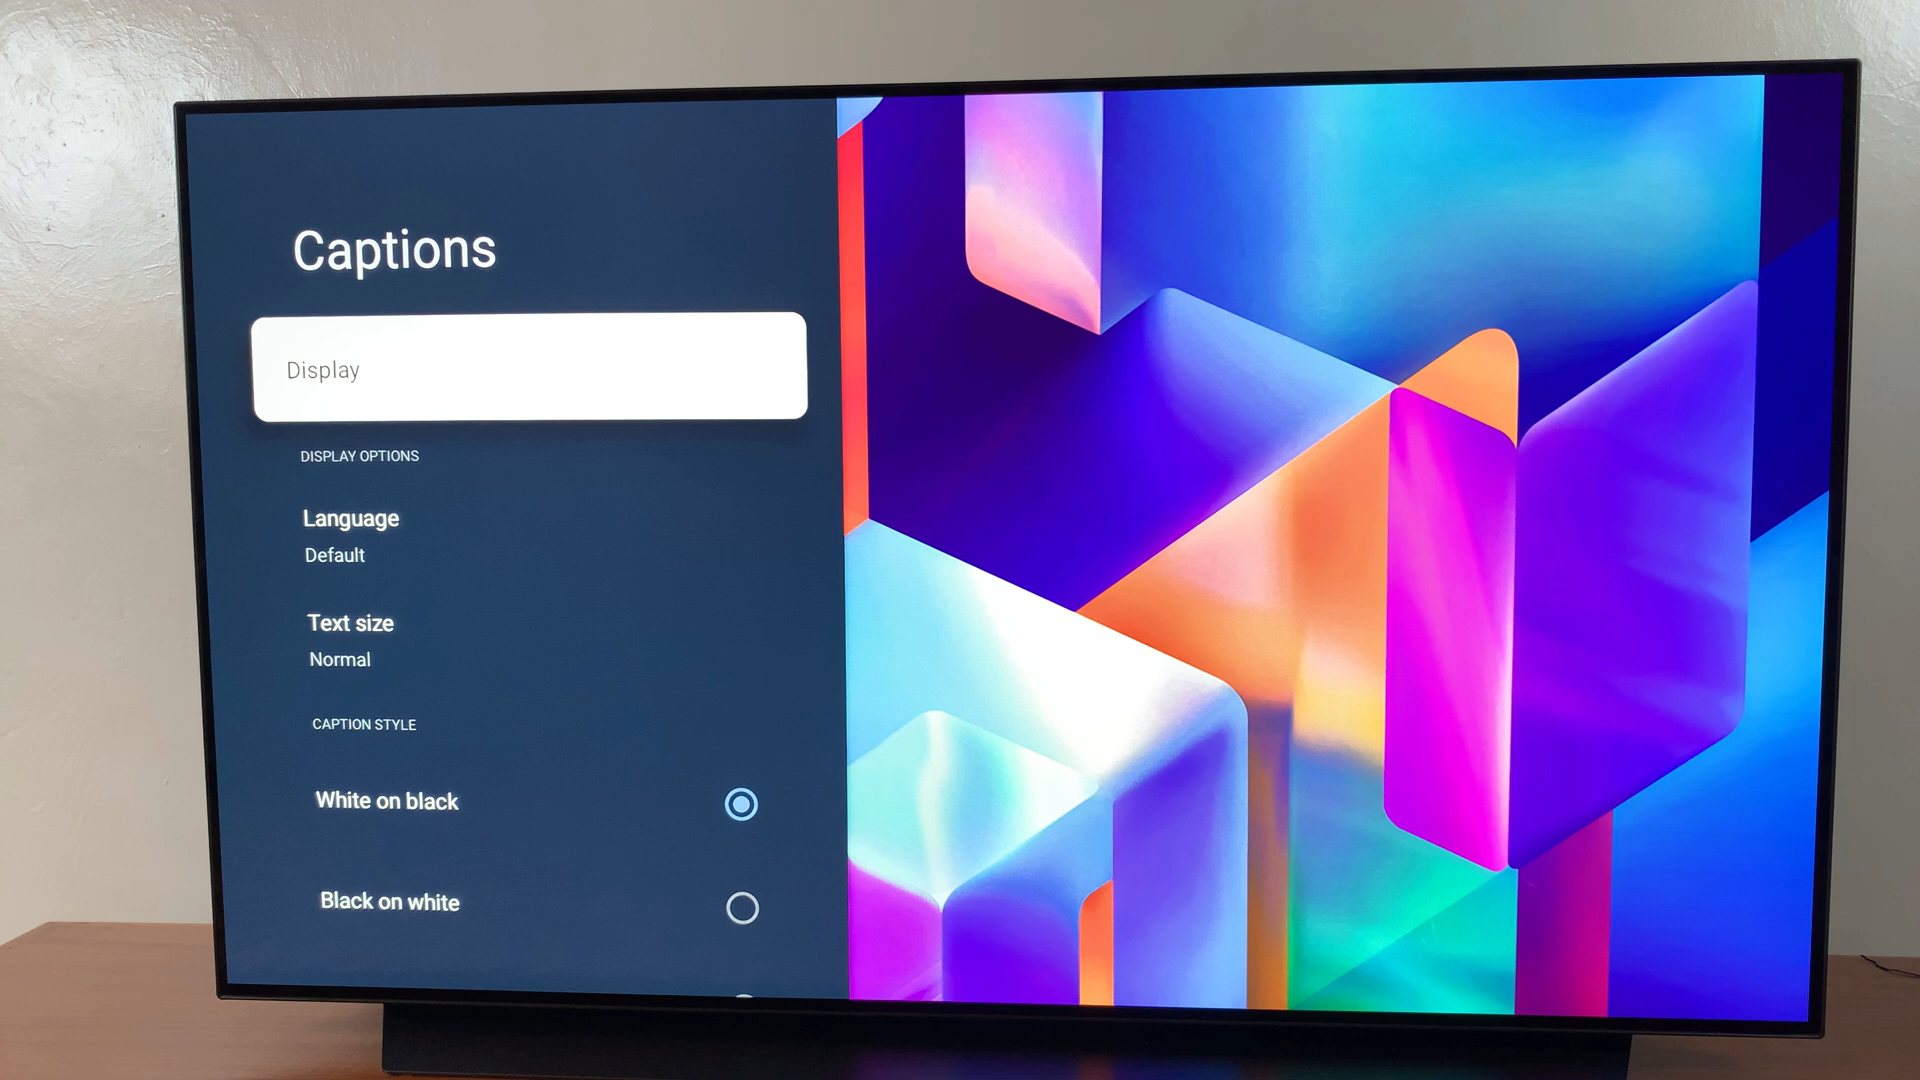 Captions
Display
DISPLAY OPTIONS
Language
Default
Text size
Normal
CAPTION STYLE
White on black
Black on white